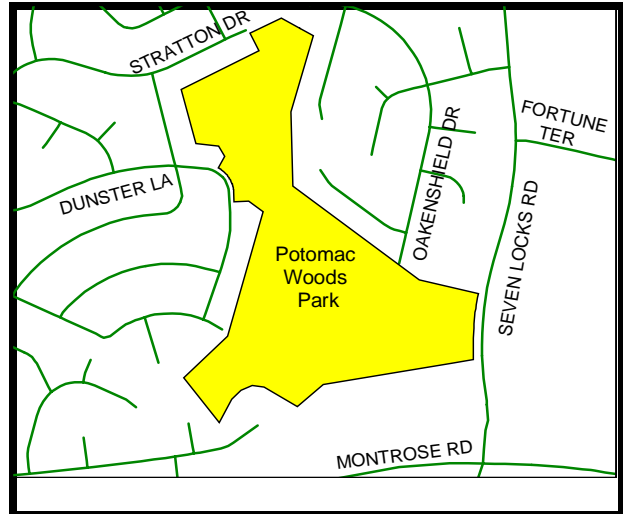 STRATTON DR
FORTUNE
TER
DUNSTER LA
OAKENSHIELD DR
SEVEN LOCKS RD
Potomac
Woods
Park
MONTROSE RD